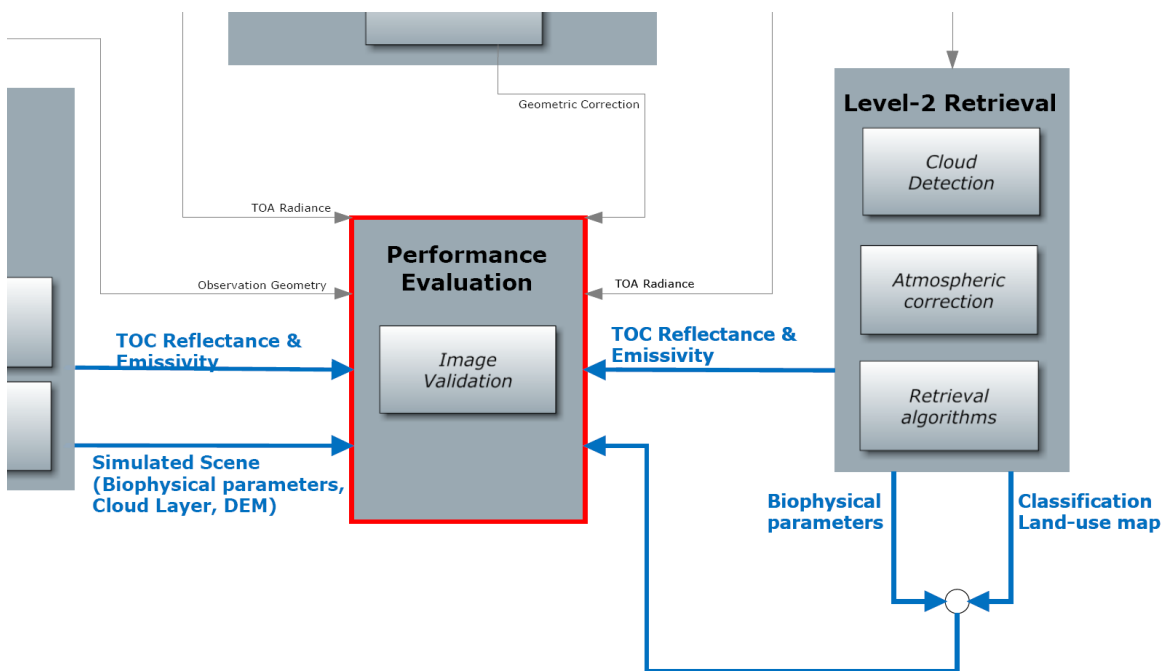 Geometric Correction
Level-2 Retrieval
Cloud
Detection
TOA Radiance
Performance
Evaluation
Observation Geometry
TOA Radiance
Atmospheric
correction
TOC Reflectance &
Emissivity
TOC Reflectance &
Emissivity
Image
Validation
Retrieval
algorithms
Simulated Scene
(Biophysical parameters,
Cloud Layer, DEM)
Biophysical
parameters
Classification
Land-use map